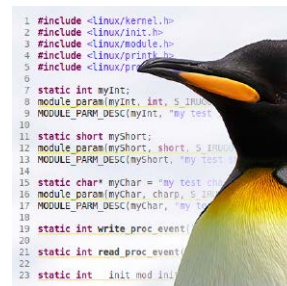 1 #include <linux/kernel.h>
2 #include <linux/init.h>
3 #include <linux/module.h>
4 #include <linux/printk.h>
5 #include <linux/pro
6
7 static int myInt;
8 module_param(myInt, int, S_IRUG
9 MODULE_PARM_DESC(myInt, "my test
10
11 static short myShort;
12 module_param(myShort, short, S_IRUG
13 MODULE_PARM_DESC(myShort, "my test
14
15 static char* myChar = "my test cha
16 module_param(myChar, charp, S_IR
17 MODULE_PARM_DESC(myChar, "my te
18
19 static int write_proc_event(
20
21 static int read_proc_event(
22
23 static int __init mod_init